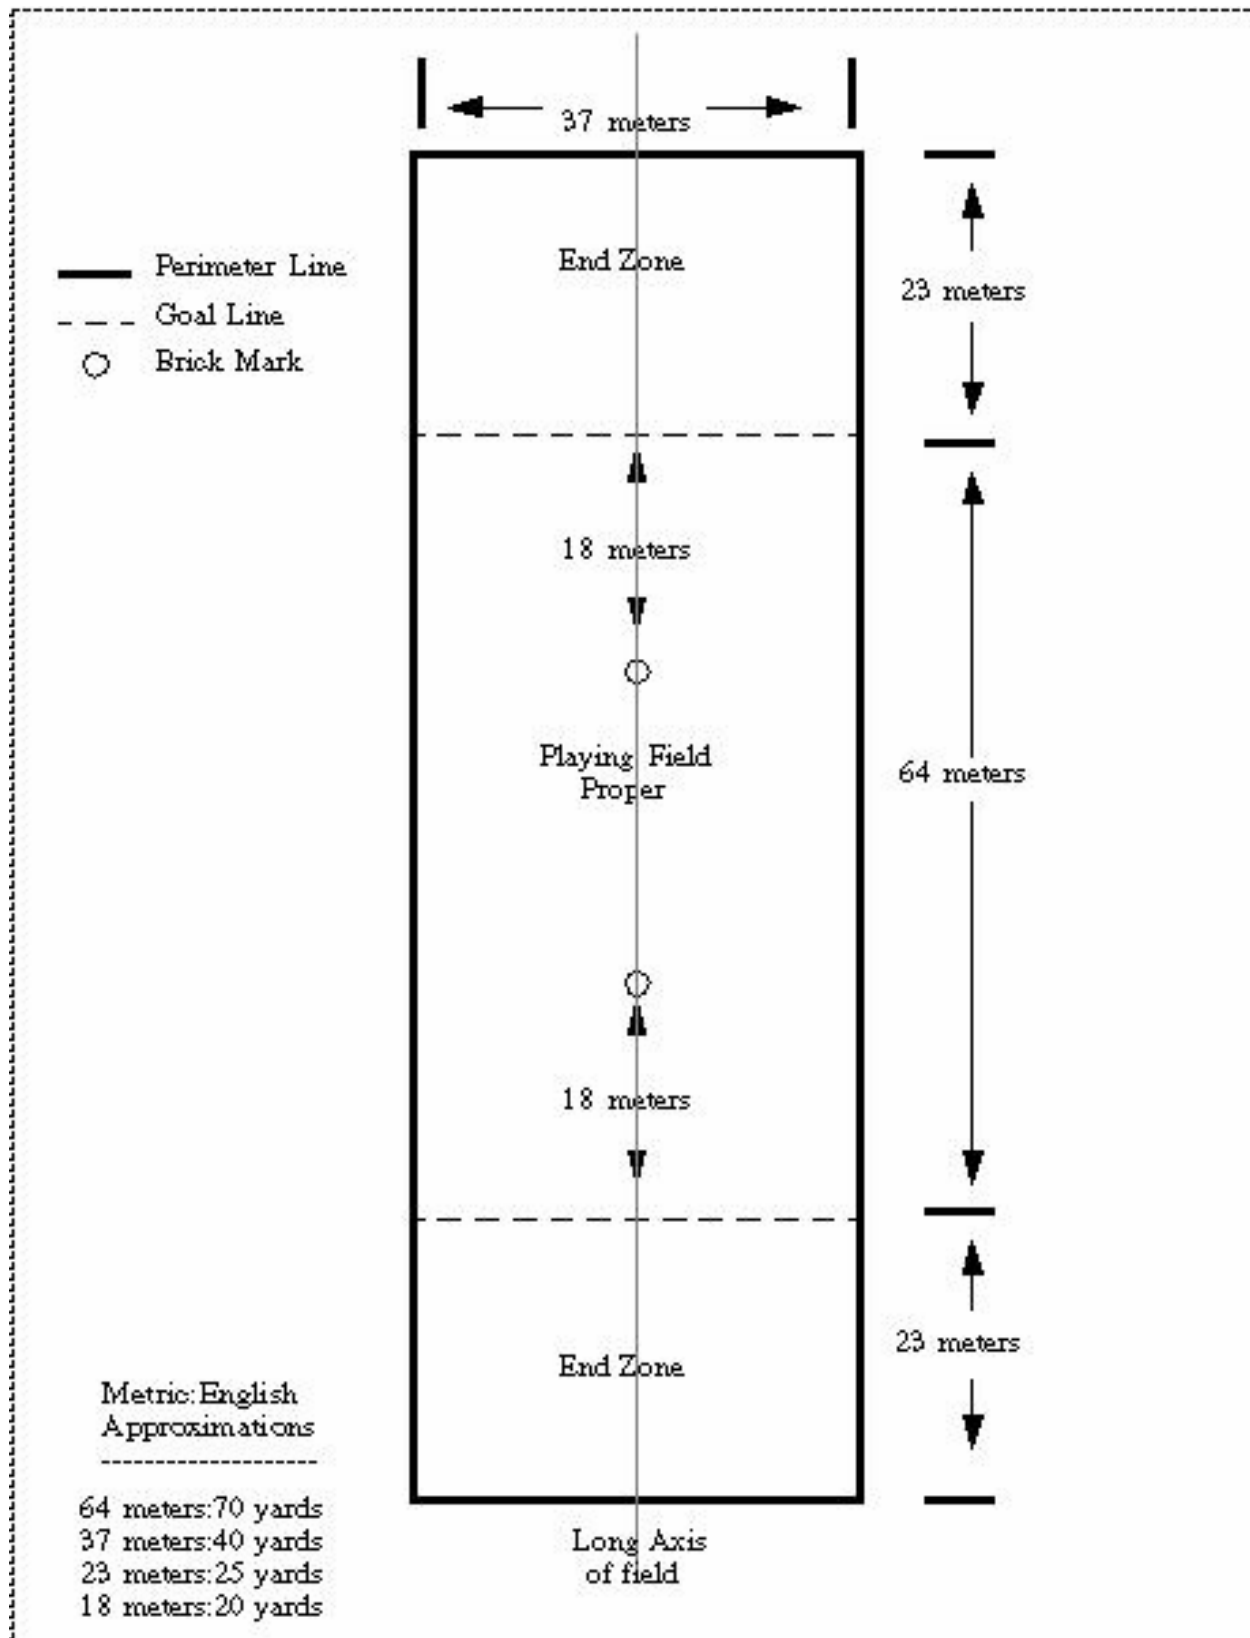 37 meters
End Zone
23 meters
Perimeter Line
Goal Line
Brick Mark
18 meters
Playing Field
Proper
64 meters
18 meters
End Zone
23 meters
Metric:English
Approximations
--------------------
64 meters:70 yards
37 meters:40 yards
23 meters:25 yards
18 meters:20 yards
Long Axis
of field